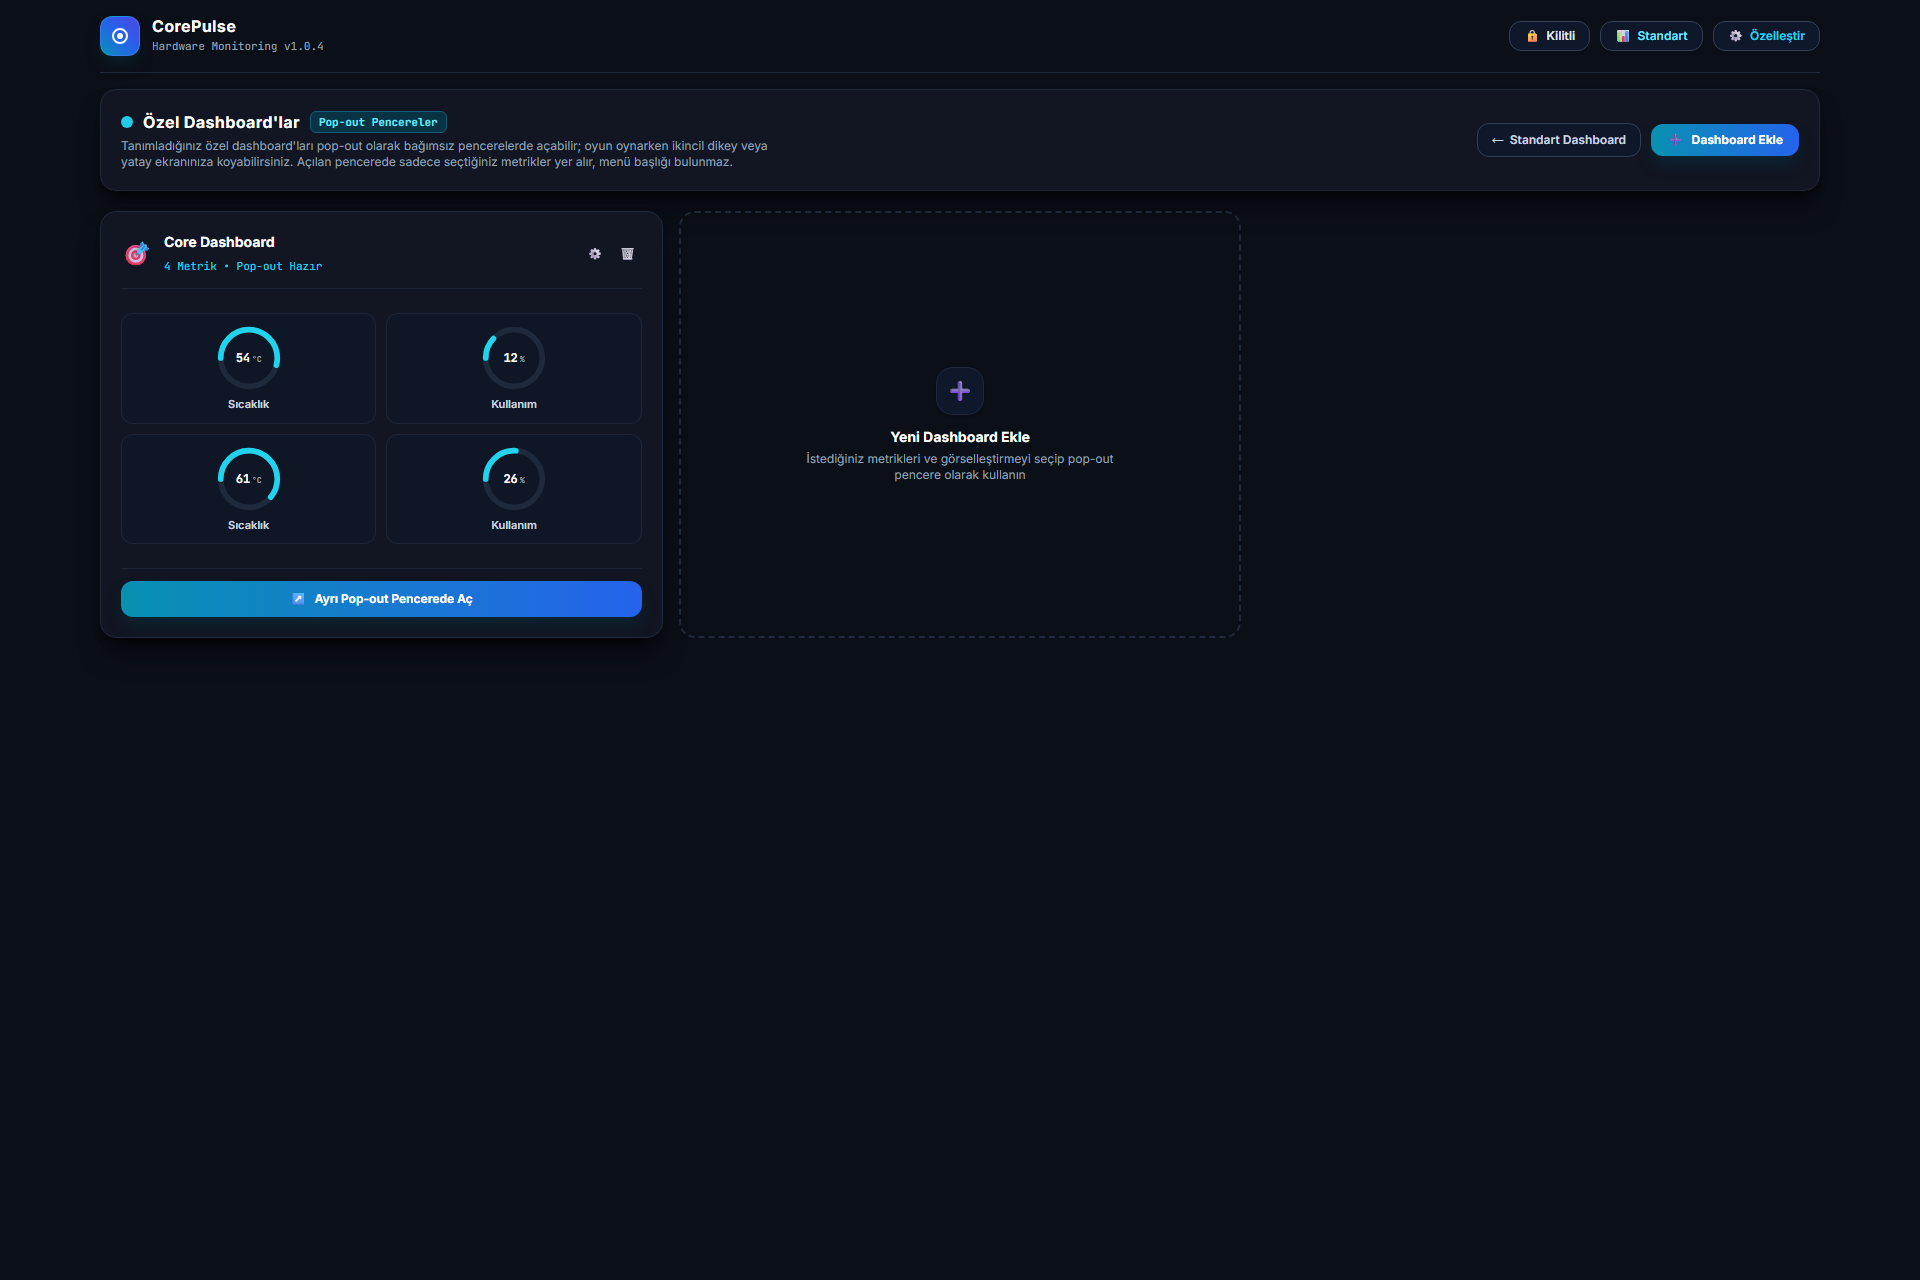 CorePulse
Hardware Monitoring v1.0.4
Kilitli
Standart
Özelleştir
Özel Dashboard'lar
Pop-out Pencereler
Tanımladığınız özel dashboard'ları pop-out olarak bağımsız pencerelerde açabilir; oyun oynarken ikincil dikey veya
yatay ekranınıza koyabilirsiniz. Açılan pencerede sadece seçtiğiniz metrikler yer alır, menü başlığı bulunmaz.
← Standart Dashboard
Dashboard Ekle
Core Dashboard
4 Metrik • Pop-out Hazır
54 °C
Sıcaklık
12 %
Kullanım
61 °C
Sıcaklık
26 %
Kullanım
Ayrı Pop-out Pencerede Aç
Yeni Dashboard Ekle
İstediğiniz metrikleri ve görselleştirmeyi seçip pop-out
pencere olarak kullanın